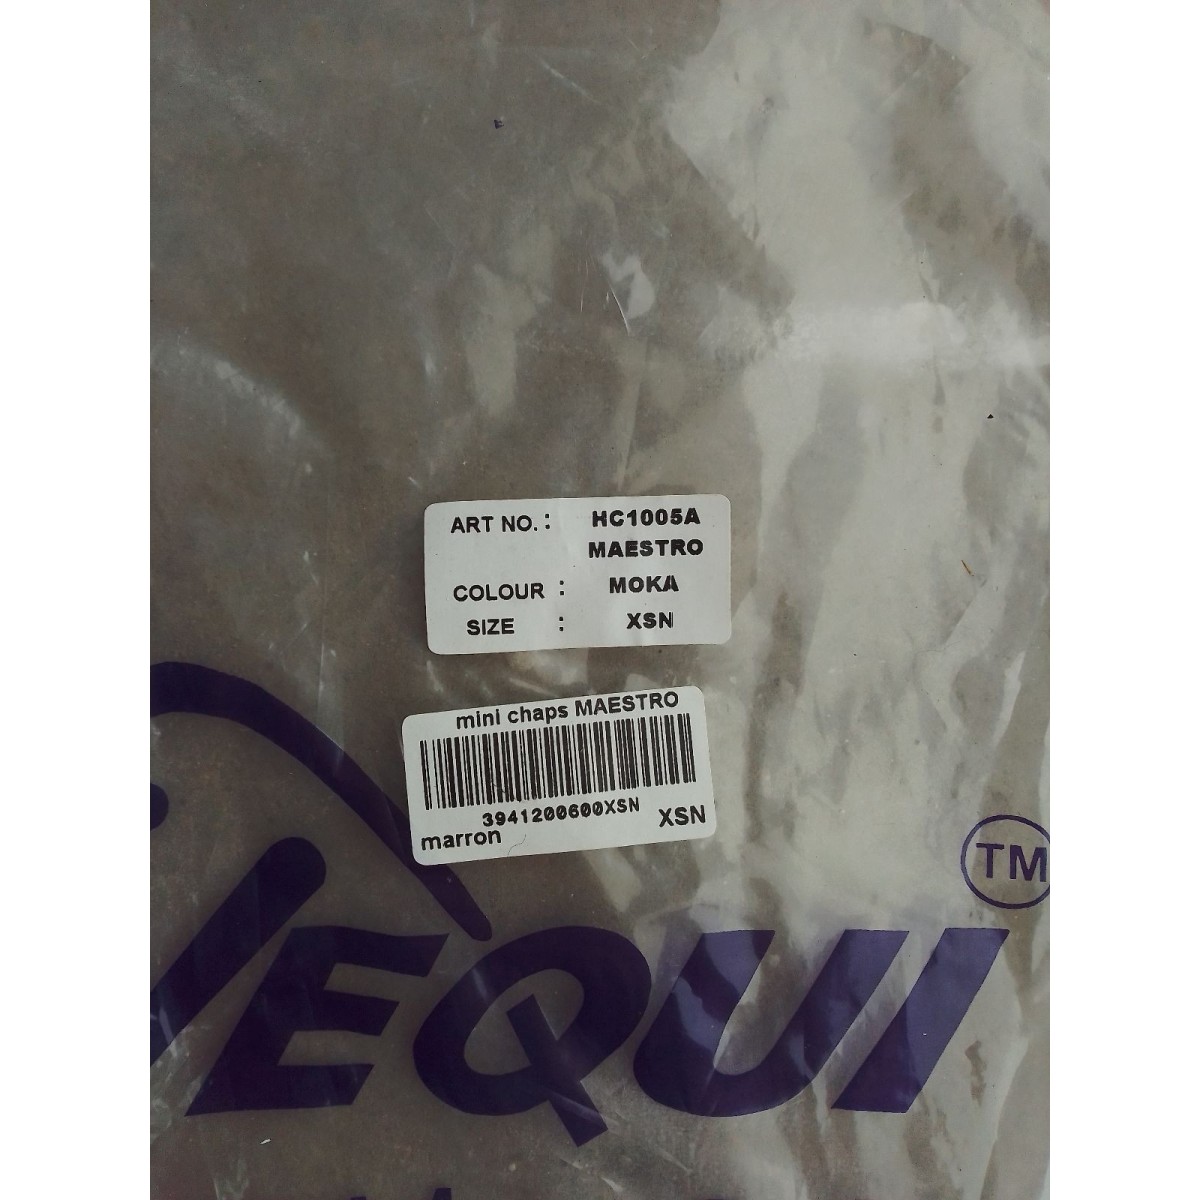 ART NO. : HC1005A
MAESTRO
COLOUR : MOKA
SIZE : XSN
mini chaps MAESTRO
3941200600XSN
marron XSN
TM
EQUI